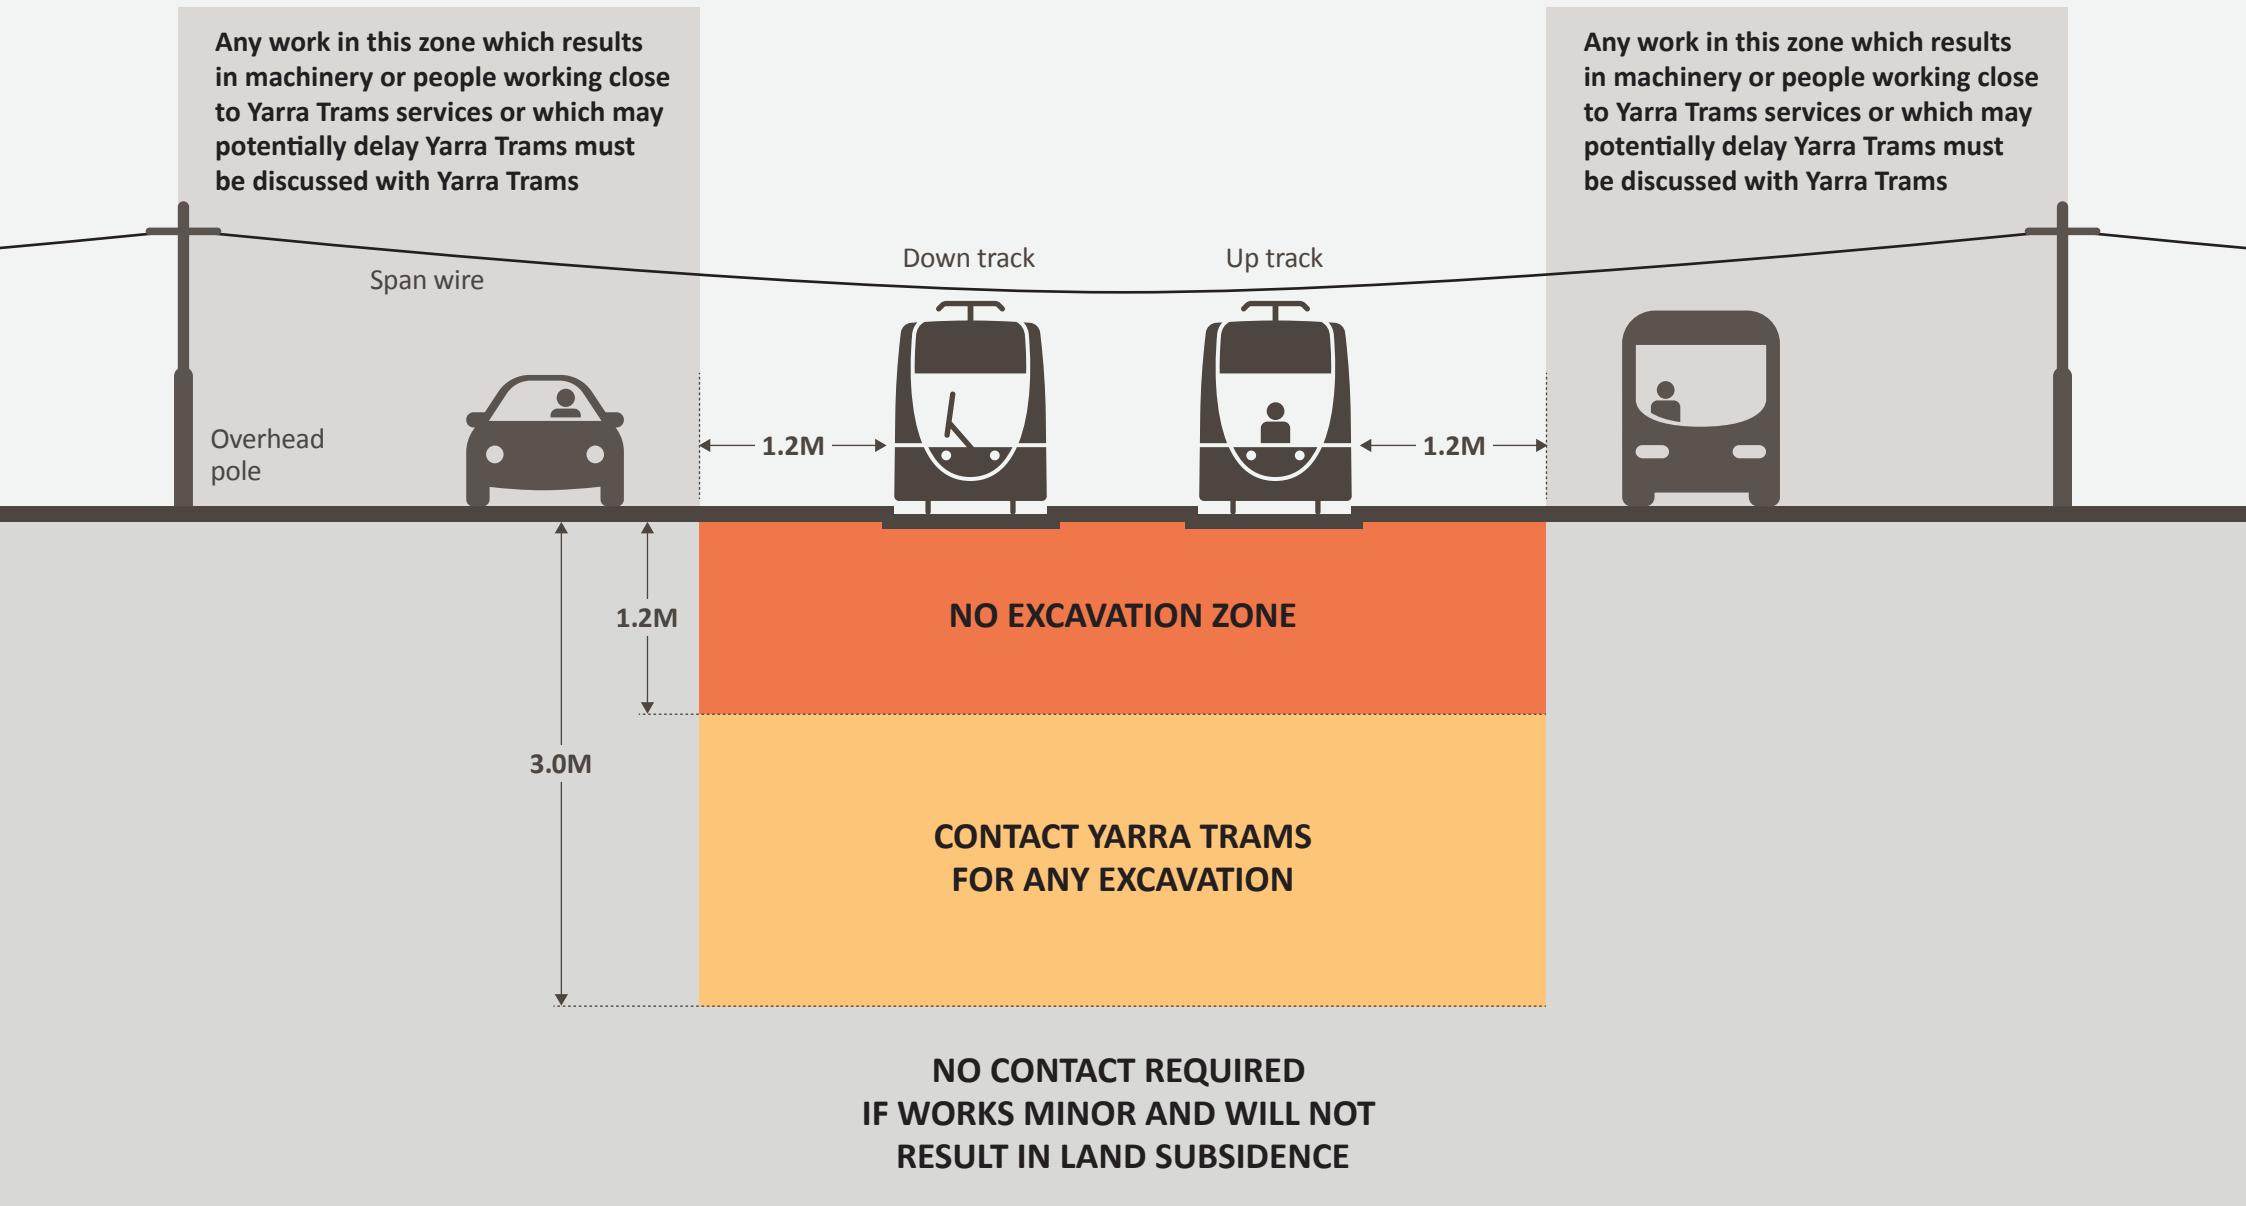 Any work in this zone which results
in machinery or people working close
to Yarra Trams services or which may
potentially delay Yarra Trams must
be discussed with Yarra Trams
Any work in this zone which results
in machinery or people working close
to Yarra Trams services or which may
potentially delay Yarra Trams must
be discussed with Yarra Trams
Span wire
Down track
Up track
Overhead
pole
1.2M
1.2M
1.2M
NO EXCAVATION ZONE
3.0M
CONTACT YARRA TRAMS
FOR ANY EXCAVATION
NO CONTACT REQUIRED
IF WORKS MINOR AND WILL NOT
RESULT IN LAND SUBSIDENCE